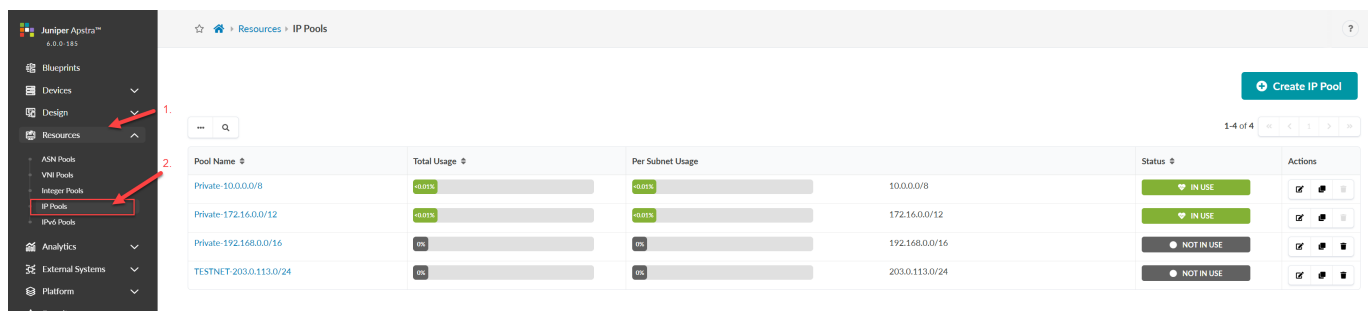 Juniper Apstra™
6.0.0-185
Resources
IP Pools
?
Blueprints
Devices
Design
Resources
ASN Pools
VNI Pools
Integer Pools
IP Pools
IPv6 Pools
Analytics
External Systems
Platform
1.
2.
Create IP Pool
1-4 of 4
1
Pool Name Total Usage Per Subnet Usage Status Actions
Private-10.0.0.0/8 <0.01% <0.01% 10.0.0.0/8 IN USE
Private-172.16.0.0/12 <0.01% <0.01% 172.16.0.0/12 IN USE
Private-192.168.0.0/16 0% 0% 192.168.0.0/16 NOT IN USE
TESTNET-203.0.113.0/24 0% 0% 203.0.113.0/24 NOT IN USE